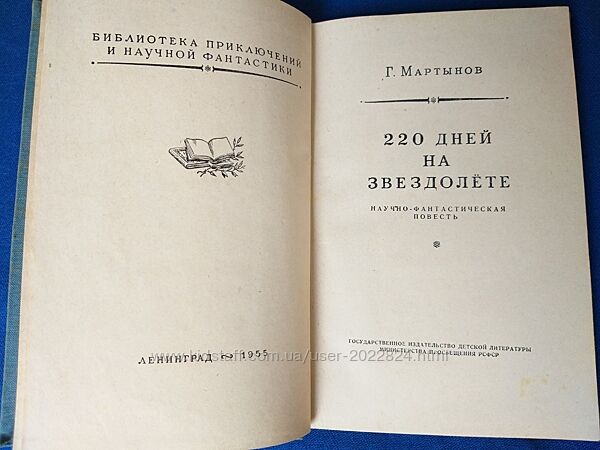 БИБЛИОТЕКА ПРИКЛЮЧЕНИЙ
И НАУЧНОЙ ФАНТАСТИКИ
ЛЕНИНГРАД 1955
Г. МАРТЫНОВ
220 ДНЕЙ
НА
ЗВЕЗДОЛЁТЕ
НАУЧНО-ФАНТАСТИЧЕСКАЯ
ПОВЕСТЬ
ГОСУДАРСТВЕННОЕ ИЗДАТЕЛЬСТВО ДЕТСКОЙ ЛИТЕРАТУРЫ
МИНИСТЕРСТВА ПРОСВЕЩЕНИЯ РСФСР